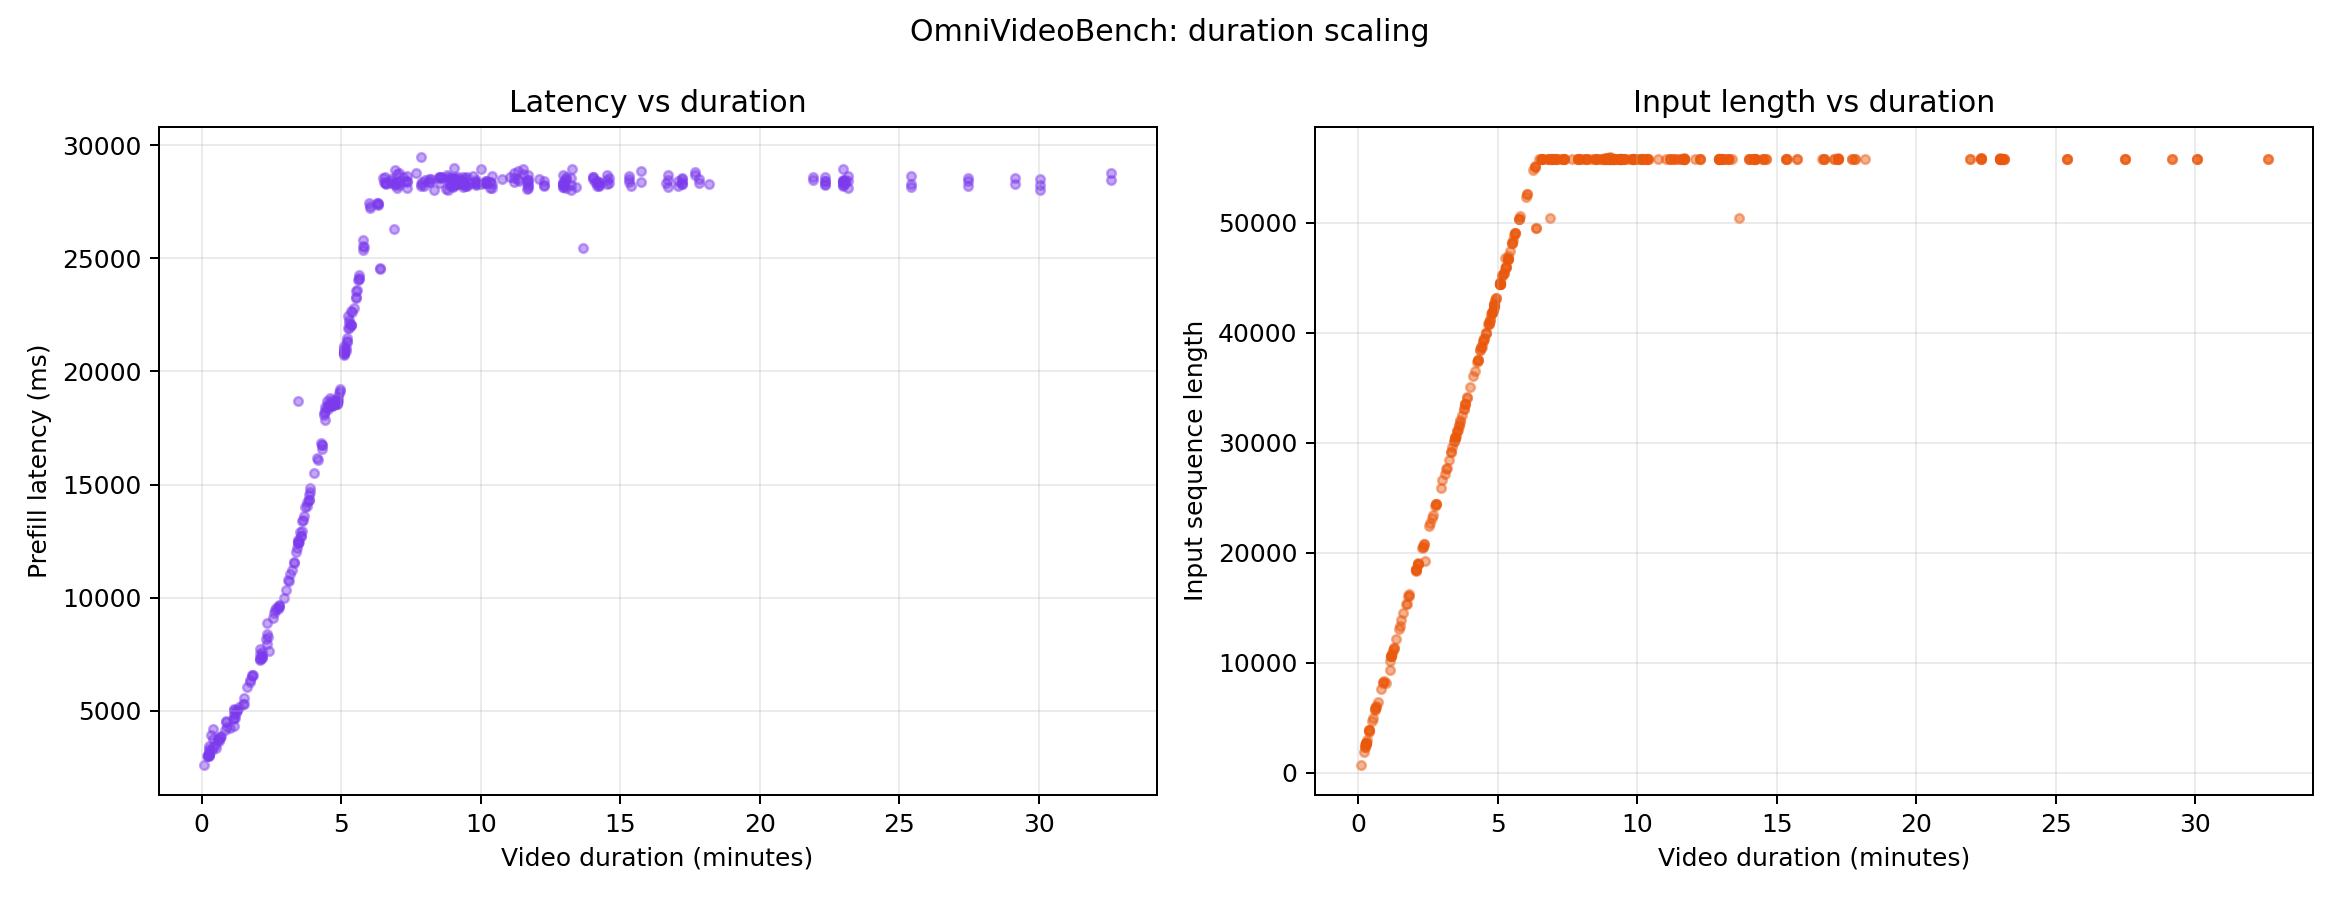 OmniVideoBench: duration scaling
Latency vs duration
Prefill latency (ms)
30000
25000
20000
15000
10000
5000
0 5 10 15 20 25 30
Video duration (minutes)
Input length vs duration
Input sequence length
50000
40000
30000
20000
10000
0
0 5 10 15 20 25 30
Video duration (minutes)